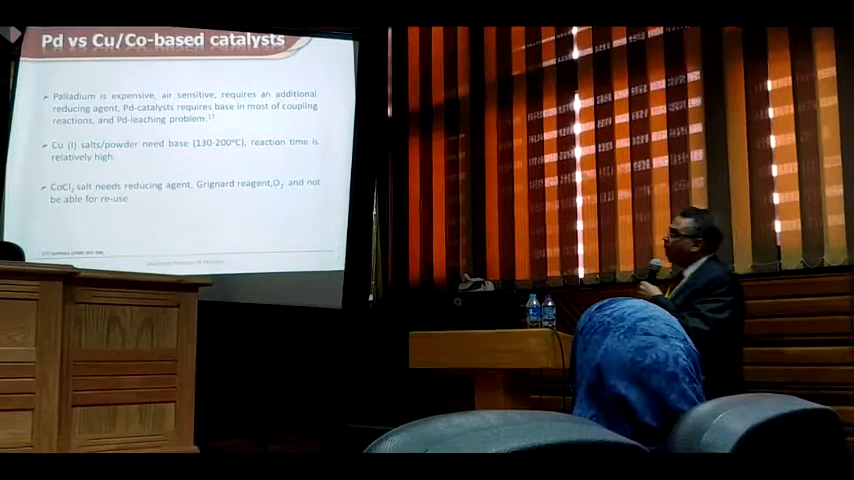 Pd vs Cu/Co-based catalysts
➢ Palladium is expensive, air sensitive, requires an additional
reducing agent, Pd-catalysts requires base in most of coupling
reactions, and Pd-leaching problem.17
➢ Cu (I) salts/powder need base (130-200°C), reaction time is
relatively high.
➢ CoCl2 salt needs reducing agent, Grignard reagent,O2 and not
be able for re-use